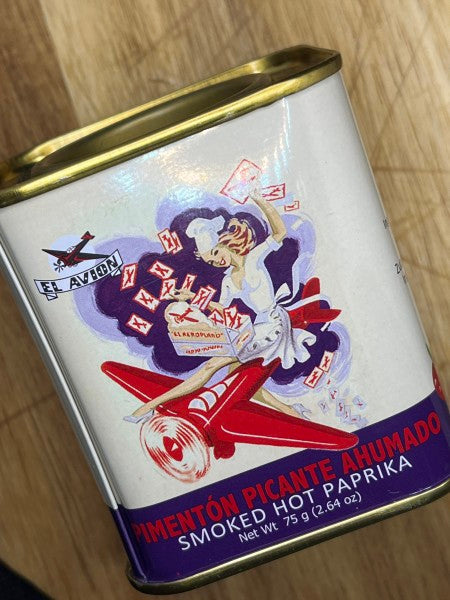 EL AVION
"EL AEROPLANO"
PIMENTÓN PICANTE AHUMADO
SMOKED HOT PAPRIKA
Net Wt 75 g (2.64 oz)